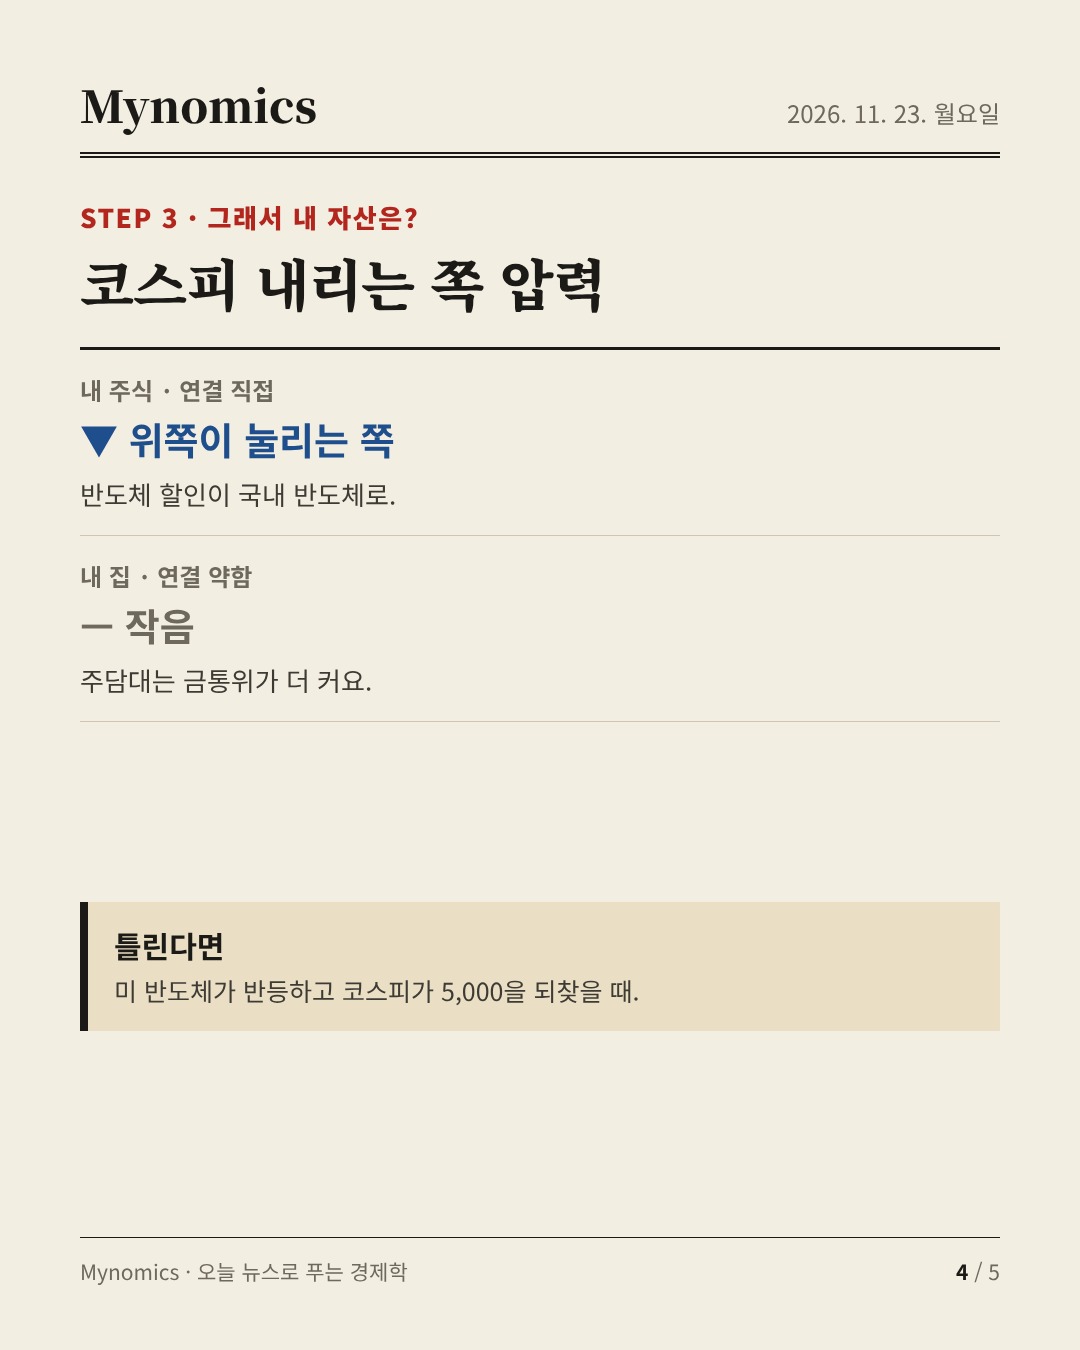 Mynomics
2026. 11. 23. 월요일
STEP 3 · 그래서 내 자산은?
코스피 내리는 쪽 압력
내 주식 · 연결 직접
▼ 위쪽이 눌리는 쪽
반도체 할인이 국내 반도체로.
내 집 · 연결 약함
— 작음
주담대는 금통위가 더 커요.
틀린다면
미 반도체가 반등하고 코스피가 5,000을 되찾을 때.
Mynomics · 오늘 뉴스로 푸는 경제학
4 / 5